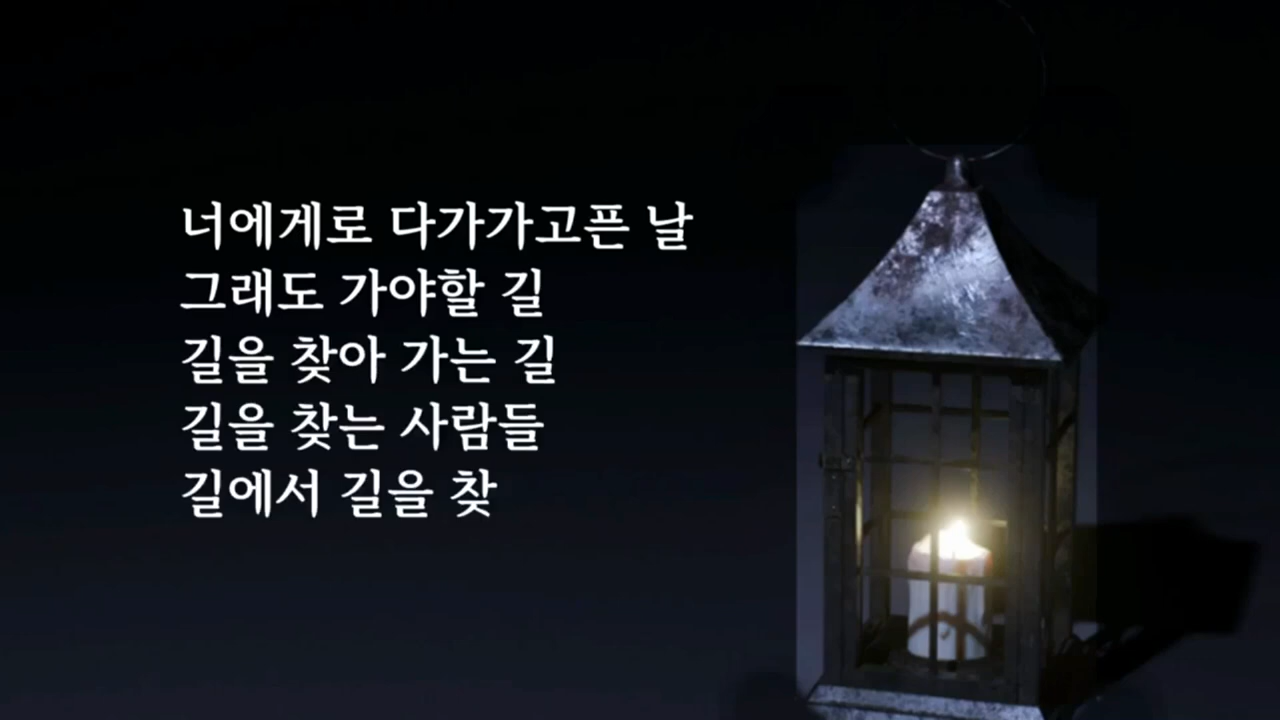 너에게로 다가가고픈 날
그래도 가야할 길
길을 찾아 가는 길
길을 찾는 사람들
길에서 길을 찾